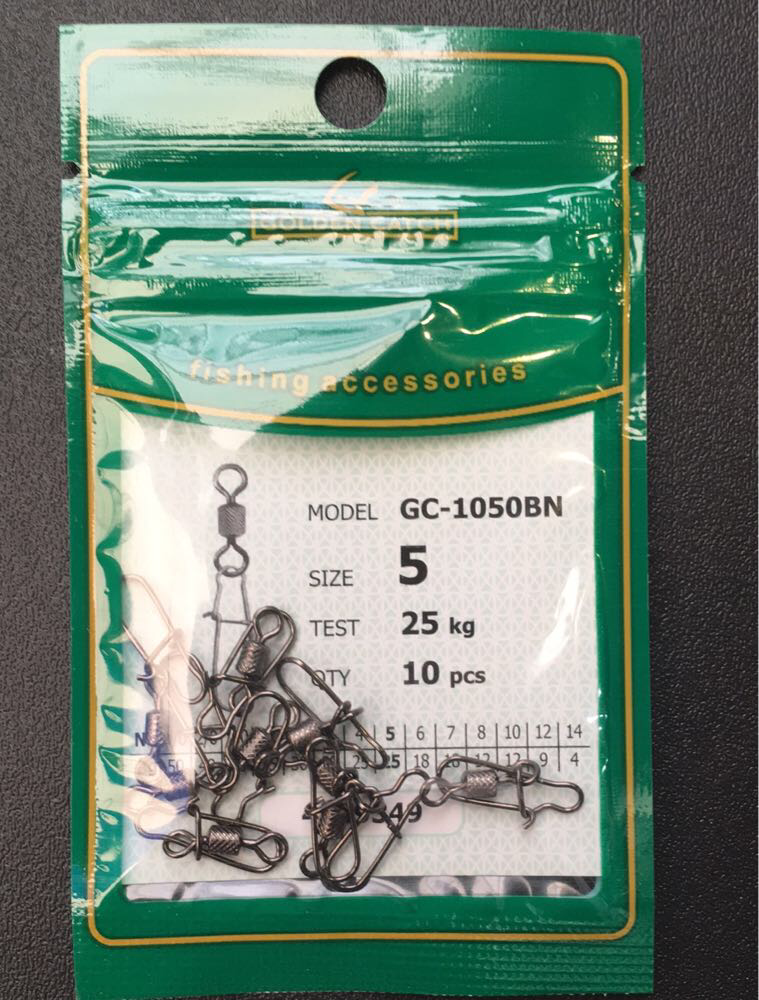 GOLDEN CATCH
fishing accessories
MODEL GC-1050BN
SIZE 5
TEST 25 kg
QTY 10 pcs
4 5 6 7 8 10 12 14
25 18 12 9 4